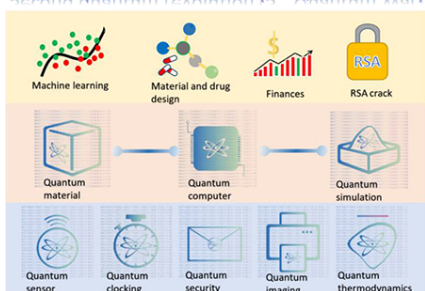 RSA
Machine learning
Material and drug
design
Finances
RSA crack
Quantum
material
Quantum
computer
Quantum
simulation
Quantum
sensor
Quantum
clocking
Quantum
security
Quantum
imaging
Quantum
thermodynamics